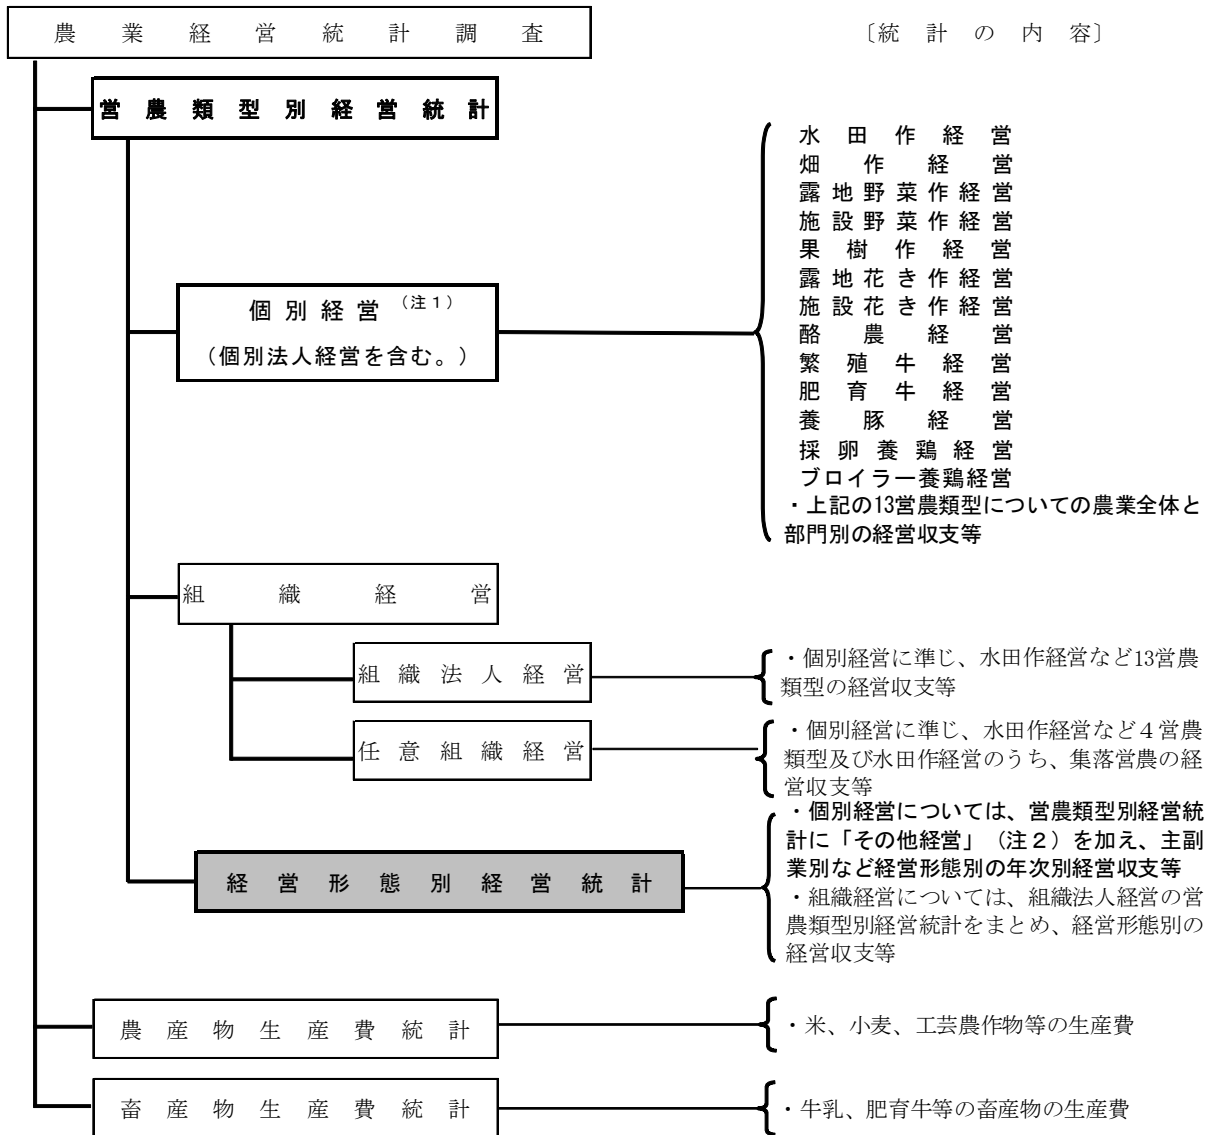 農業経営統計調査
〔統計の内容〕
営農類型別経営統計
個別経営（注１）
（個別法人経営を含む。）
水田作経営
畑作経営
露地野菜作経営
施設野菜作経営
果樹作経営
露地花き作経営
施設花き作経営
酪農経営
繁殖牛経営
肥育牛経営
養豚経営
採卵養鶏経営
ブロイラー養鶏経営
・上記の13営農類型についての農業全体と
部門別の経営収支等
組織経営
組織法人経営
・個別経営に準じ、水田作経営など13営農
類型の経営収支等
任意組織経営
・個別経営に準じ、水田作経営など４営農
類型及び水田作経営のうち、集落営農の経
営収支等
経営形態別経営統計
・個別経営については、営農類型別経営統
計に「その他経営」（注２）を加え、主副
業別など経営形態別の年次別経営収支等
・組織経営については、組織法人経営の営
農類型別経営統計をまとめ、経営形態別の
経営収支等
農産物生産費統計
・米、小麦、工芸農作物等の生産費
畜産物生産費統計
・牛乳、肥育牛等の畜産物の生産費